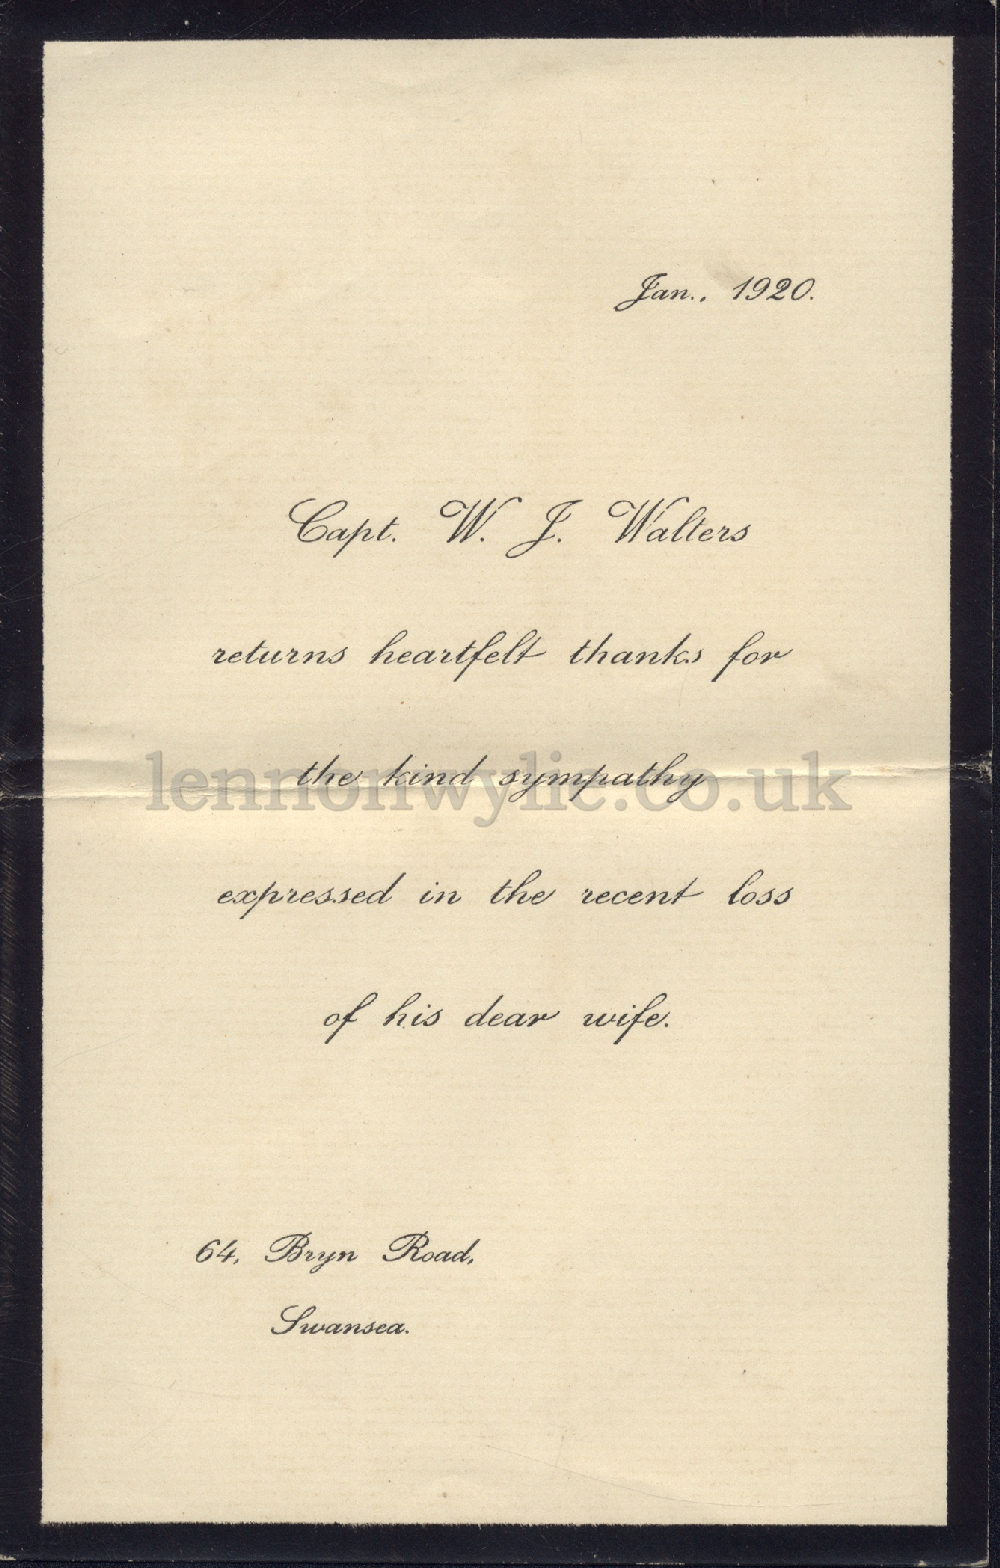 Jan., 1920.
Capt. W. J. Walters
returns heartfelt thanks for
the kind sympathy
lennonwylie.co.uk
expressed in the recent loss
of his dear wife.
64, Bryn Road,
Swansea.